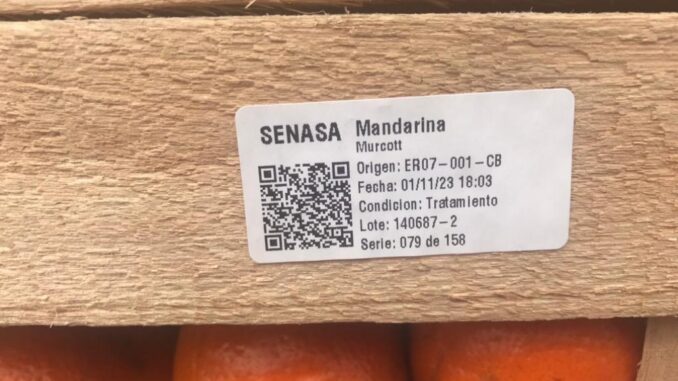 SENASA Mandarina
Murcott
Origen: ER07-001-CB
Fecha: 01/11/23 18:03
Condicion: Tratamiento
Lote: 140687-2
Serie: 079 de 158